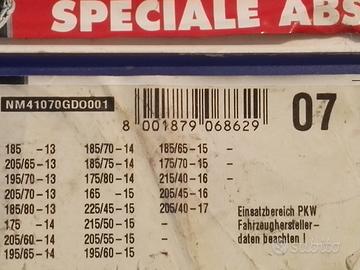 SPECIALE ABS
NM41070GDO001
8 001879 068629
07
185 -13 185/70-14 185/65-15 -
205/65-13 185/75-14 175/70-15 -
195/70-13 175/80-14 215/40-16 -
205/70-13 165 -15 205/45-16
185/80-13 225/45-15 205/40-17
175 -14 215/50-15 -
205/60-14 205/55-15 -
195/65-14 195/60-15 -
Einsatzbereich PKW
Fahrzeughersteller-
daten beachten !
Subito